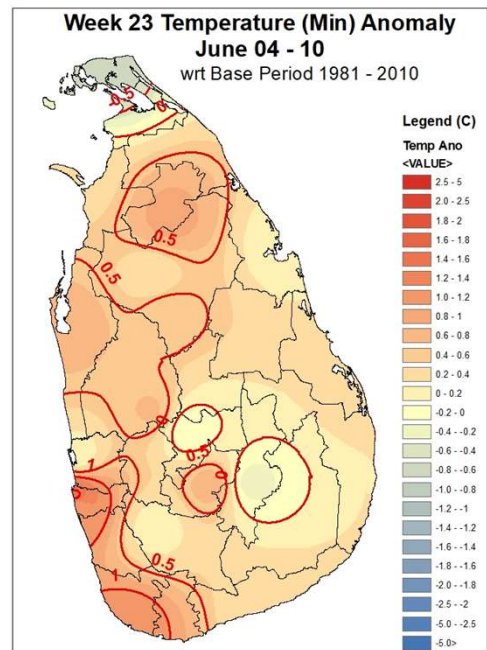 Week 23 Temperature (Min) Anomaly
June 04 - 10
wrt Base Period 1981 - 2010
Legend (C)
Temp Ano
<VALUE>
2.5 - 5
2.0 - 2.5
1.8 - 2
1.6 - 1.8
1.4 - 1.6
1.2 - 1.4
1.0 - 1.2
0.8 - 1
0.6 - 0.8
0.4 - 0.6
0.2 - 0.4
0 - 0.2
-0.2 - 0
-0.4 - -0.2
-0.6 - -0.4
-0.8 - -0.6
-1.0 - -0.8
-1.2 - -1
-1.4 - -1.2
-1.6 - -1.4
-1.8 - -1.6
-2.0 - -1.8
-2.5 - -2
-5.0 - -2.5
-5.0>
-0.5
0
0.5
0.5
0
0.5
0
1
0.5
1